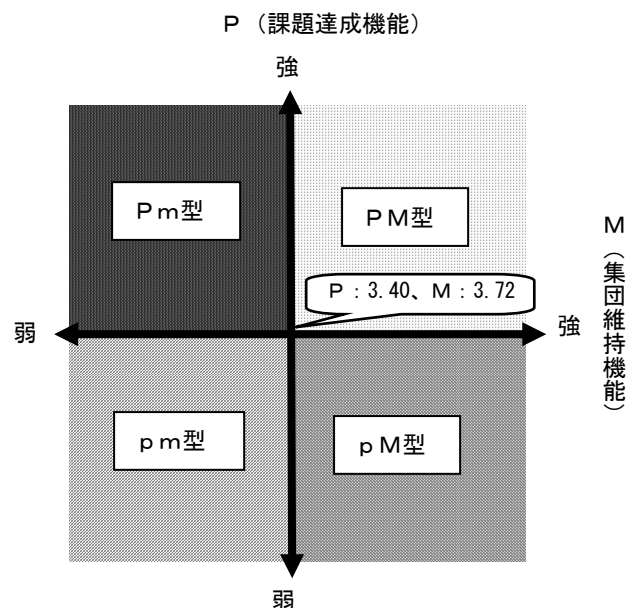 Ｐ（課題達成機能）
強
Ｐｍ型
ＰＭ型
Ｐ：3.40、Ｍ：3.72
弱
強
Ｍ（集団維持機能）
ｐｍ型
ｐＭ型
弱